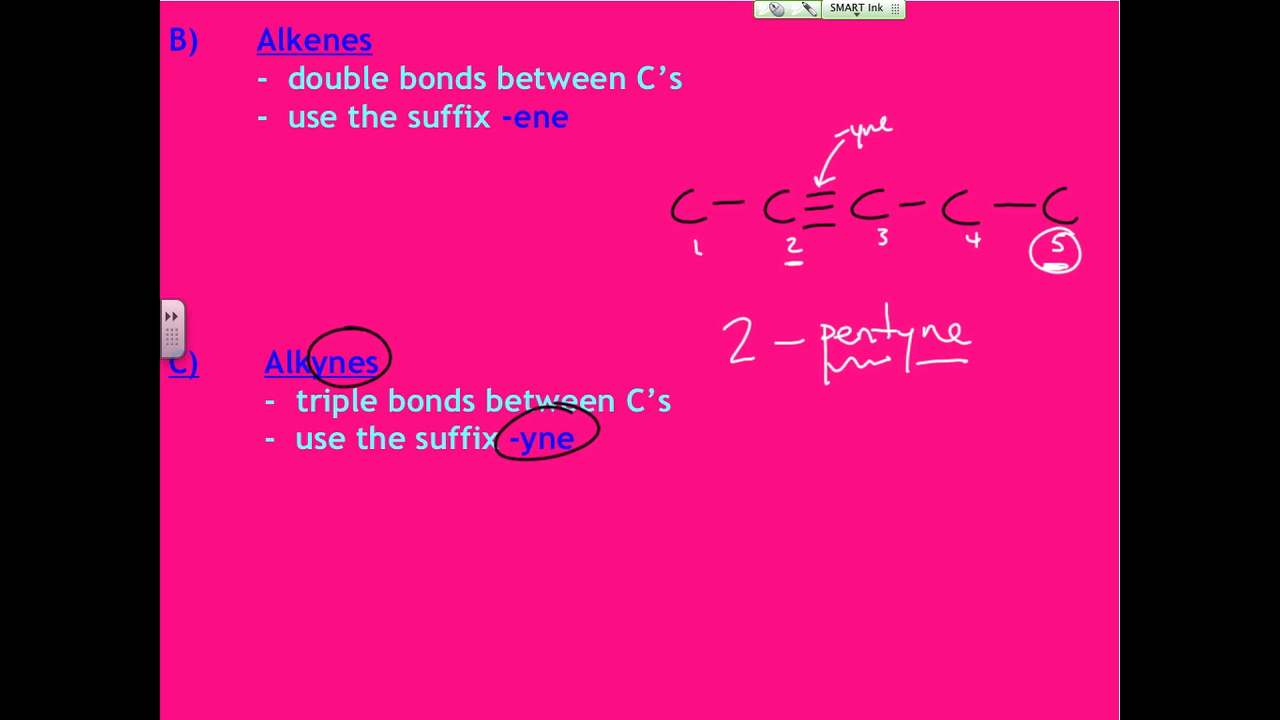 SMART Ink
B) Alkenes
- double bonds between C's
- use the suffix -ene
-yne
C - C ≡ C - C - C
1 2 3 4 5
2 - pentyne
C) Alkynes
- triple bonds between C's
- use the suffix -yne